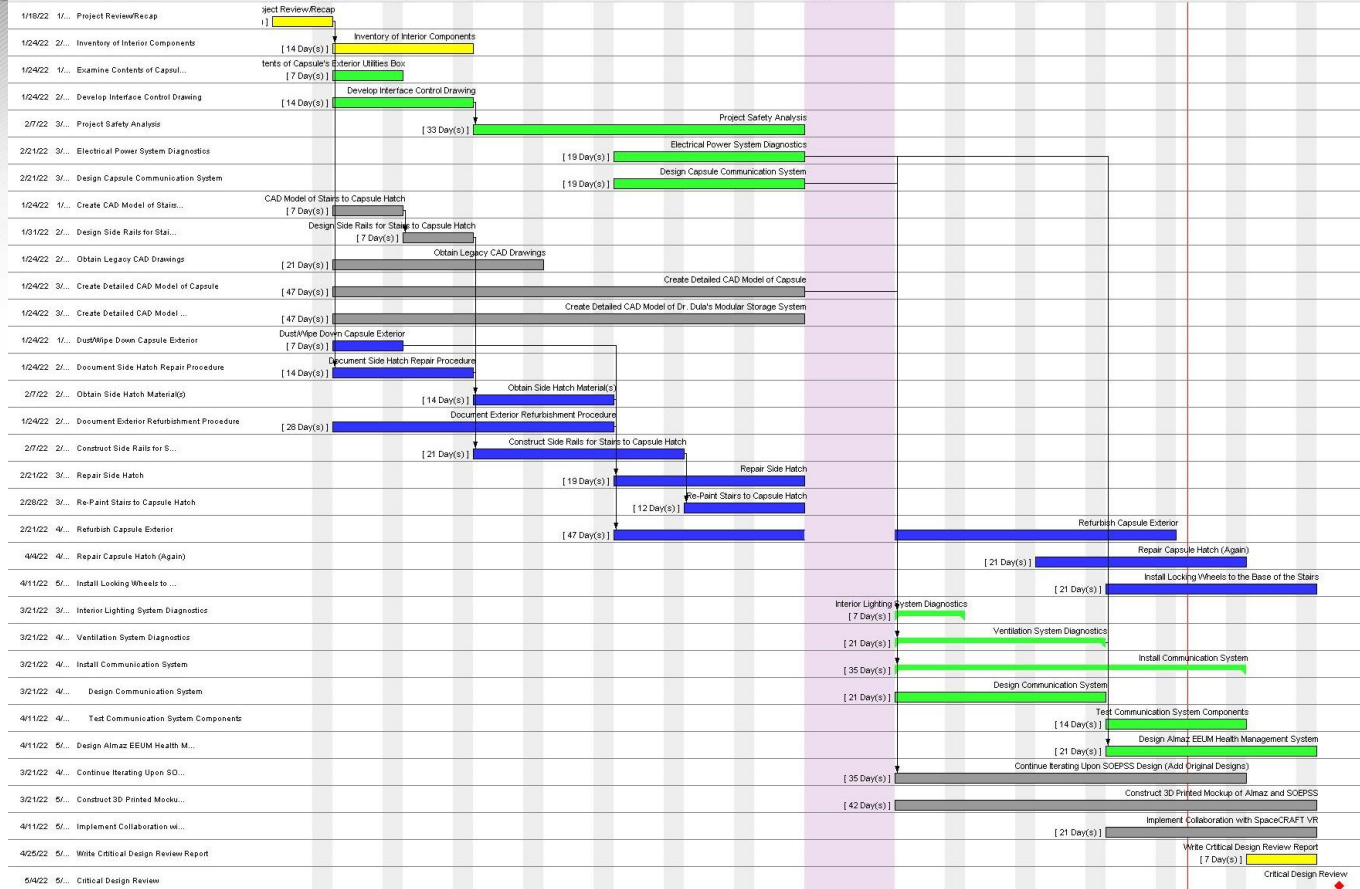 1/18/22 1/... Project Review/Recap
ject Review/Recap
1/24/22 2/... Inventory of Interior Components
Inventory of Interior Components
[ 14 Day(s) ]
1/24/22 1/... Examine Contents of Capsul...
tents of Capsule's Exterior Utilities Box
[ 7 Day(s) ]
1/24/22 2/... Develop Interface Control Drawing
Develop Interface Control Drawing
[ 14 Day(s) ]
2/7/22 3/... Project Safety Analysis
Project Safety Analysis
[ 33 Day(s) ]
2/21/22 3/... Electrical Power System Diagnostics
Electrical Power System Diagnostics
[ 19 Day(s) ]
2/21/22 3/... Design Capsule Communication System
Design Capsule Communication System
[ 19 Day(s) ]
1/24/22 1/... Create CAD Model of Stairs...
CAD Model of Stairs to Capsule Hatch
[ 7 Day(s) ]
1/31/22 2/... Design Side Rails for Stai...
Design Side Rails for Stairs to Capsule Hatch
[ 7 Day(s) ]
1/24/22 2/... Obtain Legacy CAD Drawings
Obtain Legacy CAD Drawings
[ 21 Day(s) ]
1/24/22 3/... Create Detailed CAD Model of Capsule
Create Detailed CAD Model of Capsule
[ 47 Day(s) ]
1/24/22 3/... Create Detailed CAD Model ...
Create Detailed CAD Model of Dr. Dula's Modular Storage System
[ 47 Day(s) ]
1/24/22 1/... Dust/Wipe Down Capsule Exterior
Dust/Wipe Down Capsule Exterior
[ 7 Day(s) ]
1/24/22 2/... Document Side Hatch Repair Procedure
Document Side Hatch Repair Procedure
[ 14 Day(s) ]
2/7/22 2/... Obtain Side Hatch Material(s)
Obtain Side Hatch Material(s)
[ 14 Day(s) ]
1/24/22 2/... Document Exterior Refurbishment Procedure
Document Exterior Refurbishment Procedure
[ 28 Day(s) ]
2/7/22 2/... Construct Side Rails for S...
Construct Side Rails for Stairs to Capsule Hatch
[ 21 Day(s) ]
2/21/22 3/... Repair Side Hatch
Repair Side Hatch
[ 19 Day(s) ]
2/28/22 3/... Re-Paint Stairs to Capsule Hatch
Re-Paint Stairs to Capsule Hatch
[ 12 Day(s) ]
2/21/22 4/... Refurbish Capsule Exterior
Refurbish Capsule Exterior
[ 47 Day(s) ]
4/4/22 4/... Repair Capsule Hatch (Again)
Repair Capsule Hatch (Again)
[ 21 Day(s) ]
4/11/22 5/... Install Locking Wheels to ...
Install Locking Wheels to the Base of the Stairs
[ 21 Day(s) ]
3/21/22 3/... Interior Lighting System Diagnostics
Interior Lighting System Diagnostics
[ 7 Day(s) ]
3/21/22 4/... Ventilation System Diagnostics
Ventilation System Diagnostics
[ 21 Day(s) ]
3/21/22 4/... Install Communication System
Install Communication System
[ 35 Day(s) ]
3/21/22 4/... Design Communication System
Design Communication System
[ 21 Day(s) ]
4/11/22 4/... Test Communication System Components
Test Communication System Components
[ 14 Day(s) ]
4/11/22 5/... Design Almaz EEUM Health M...
Design Almaz EEUM Health Management System
[ 21 Day(s) ]
3/21/22 4/... Continue Iterating Upon SO...
Continue Iterating Upon SOEPSS Design (Add Original Designs)
[ 35 Day(s) ]
3/21/22 5/... Construct 3D Printed Mocku...
Construct 3D Printed Mockup of Almaz and SOEPSS
[ 42 Day(s) ]
4/11/22 5/... Implement Collaboration wi...
Implement Collaboration with SpaceCRAFT VR
[ 21 Day(s) ]
4/25/22 5/... Write Crtitical Design Review Report
Write Crtitical Design Review Report
[ 7 Day(s) ]
5/4/22 5/... Critical Design Review
Critical Design Review